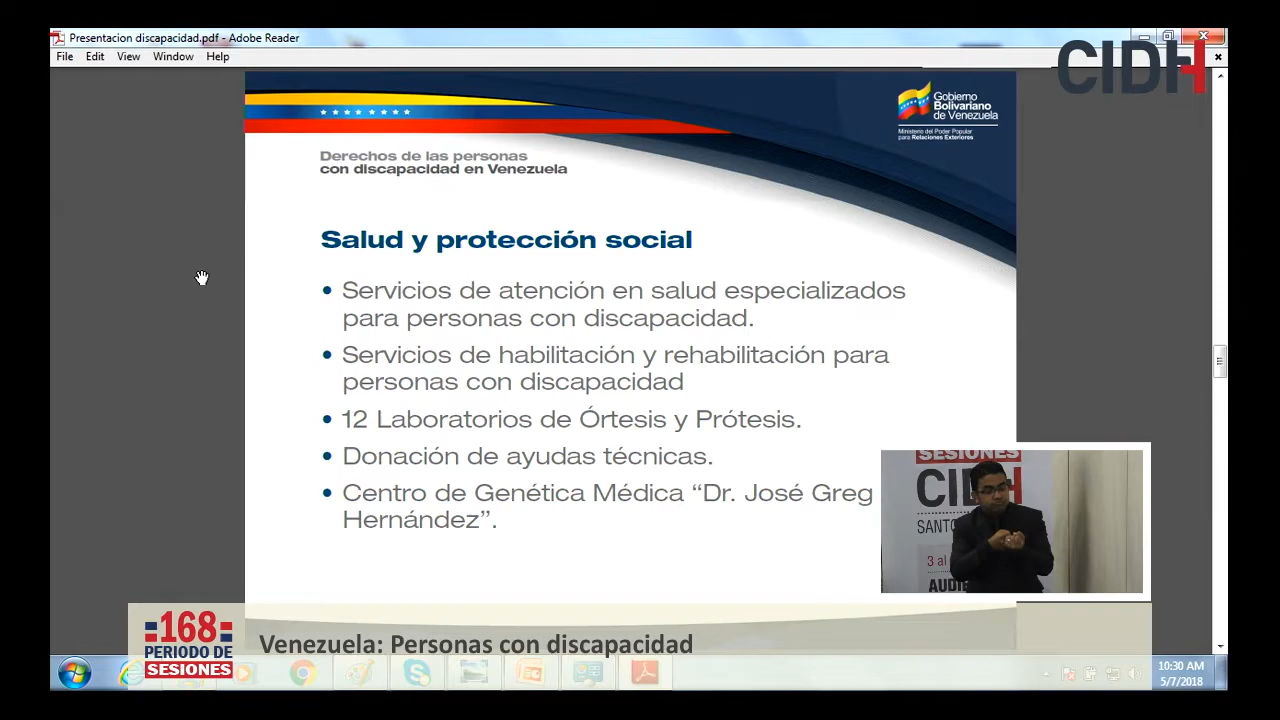 Presentacion discapacidad.pdf - Adobe Reader
File Edit View Window Help
CIDH
Gobierno
Bolivariano
de Venezuela
Ministerio del Poder Popular
para Relaciones Exteriores
Derechos de las personas
con discapacidad en Venezuela
Salud y protección social
• Servicios de atención en salud especializados
para personas con discapacidad.
• Servicios de habilitación y rehabilitación para
personas con discapacidad
• 12 Laboratorios de Órtesis y Prótesis.
• Donación de ayudas técnicas.
• Centro de Genética Médica “Dr. José Greg
Hernández”.
SESIONES
CIDH
SANTO
3 al
168
PERIODO DE
SESIONES
Venezuela: Personas con discapacidad
10:30 AM
5/7/2018